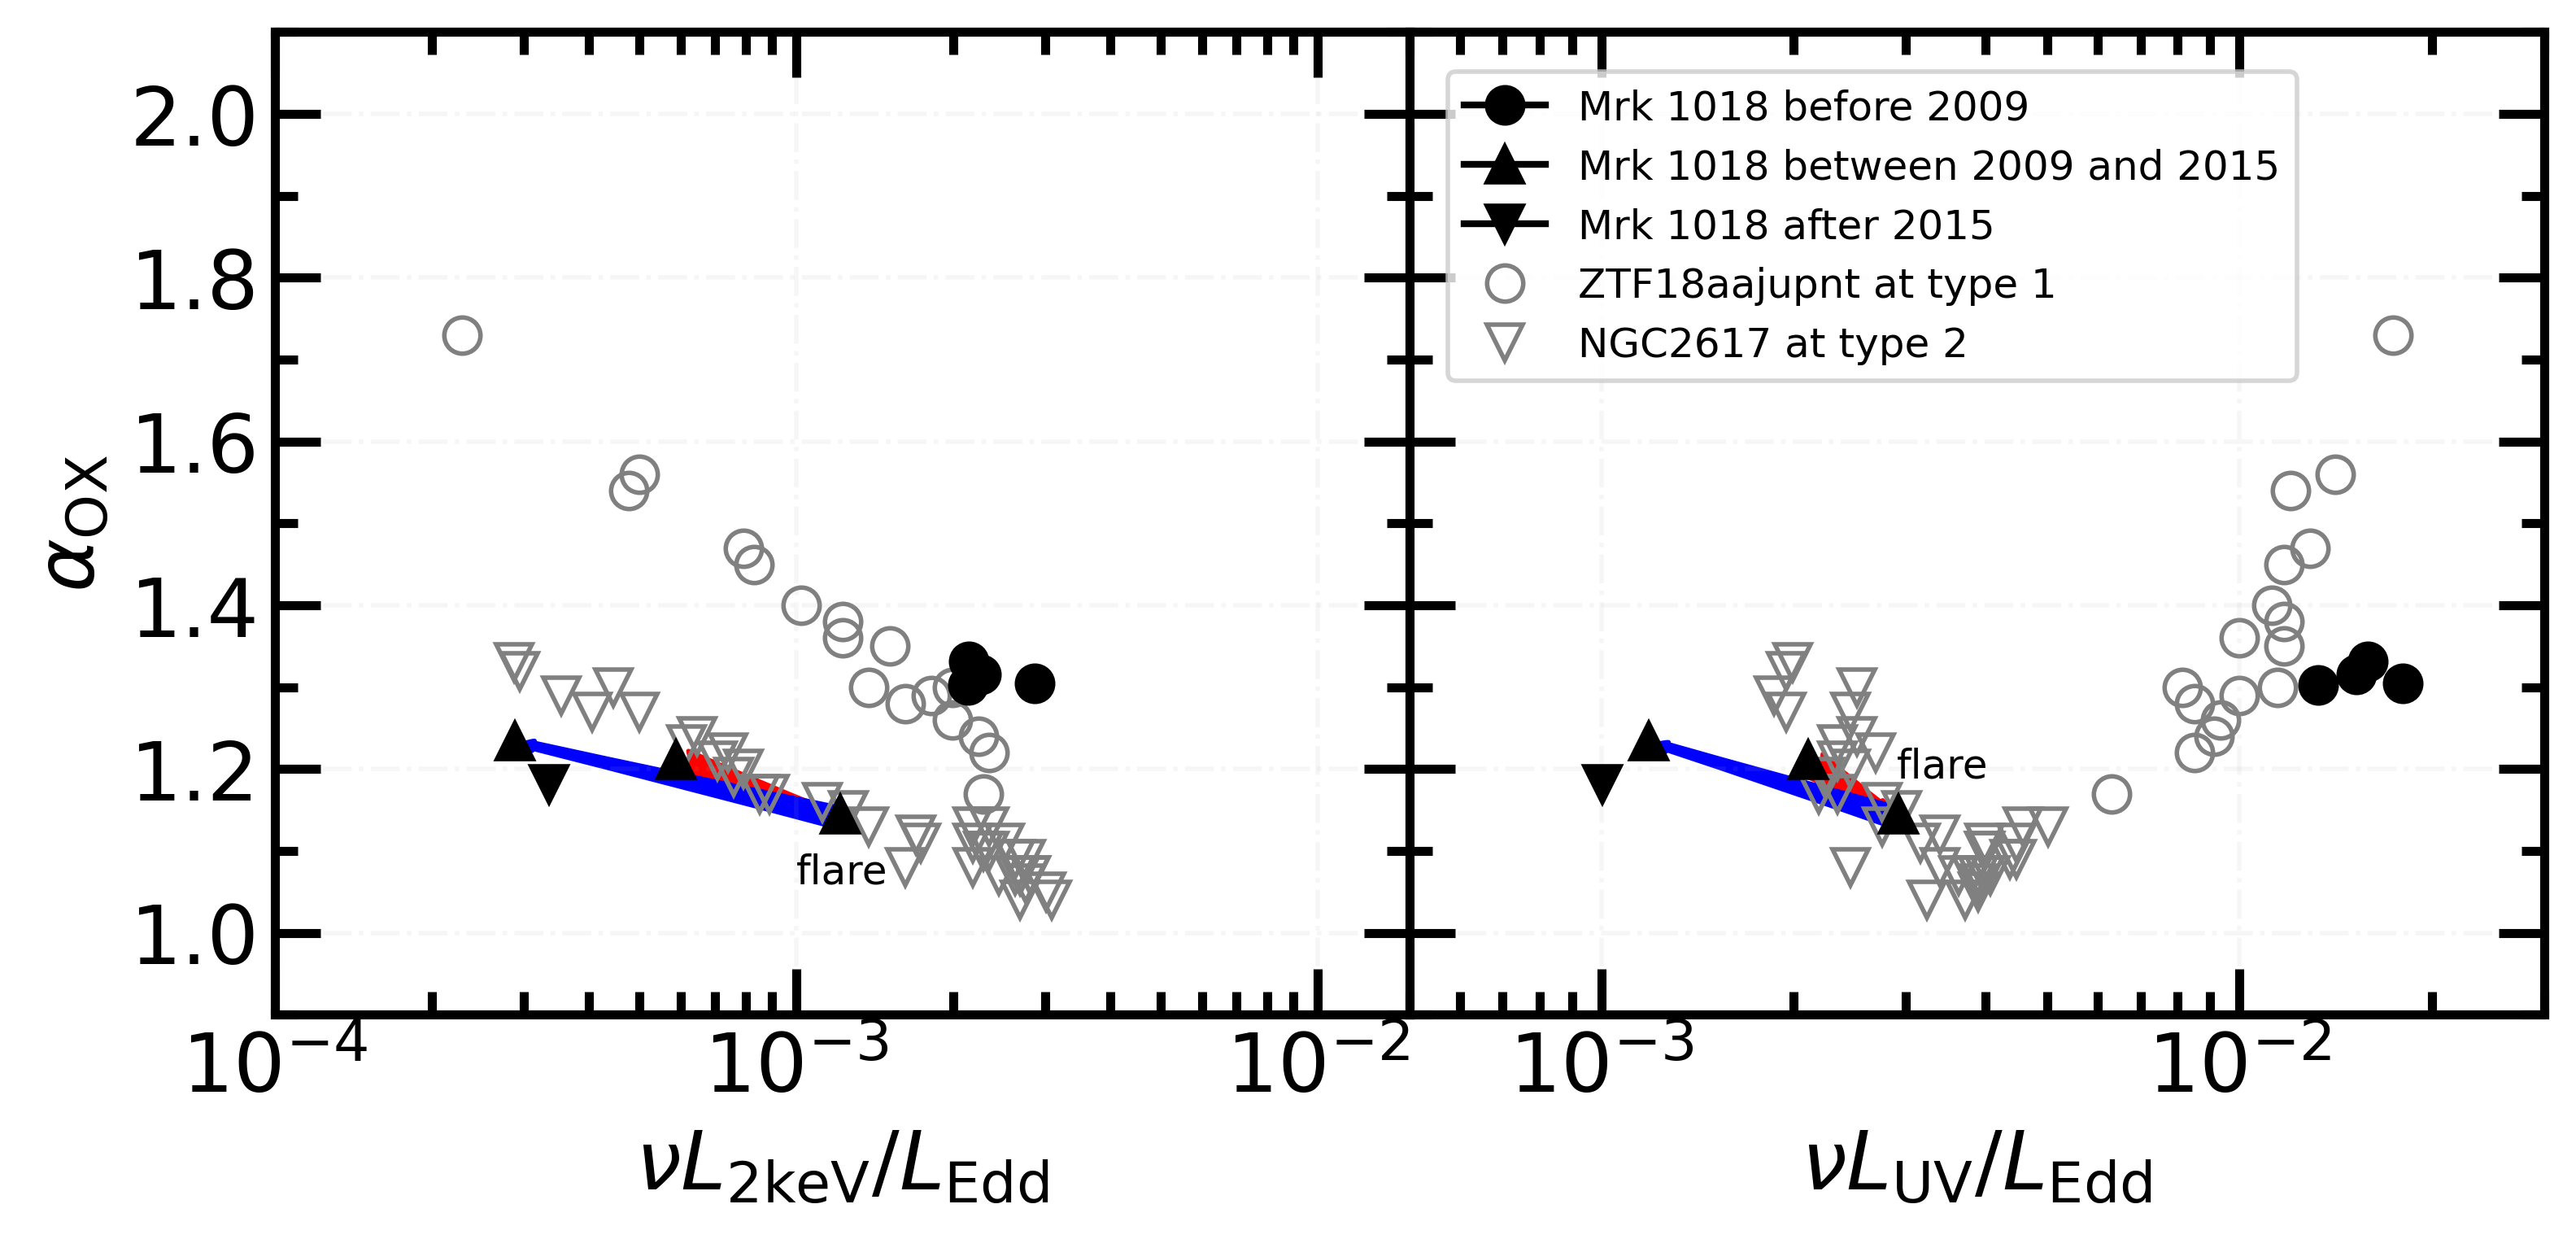 2.0
1.8
1.6
1.4
1.2
1.0
α_OX
Mrk 1018 before 2009
Mrk 1018 between 2009 and 2015
Mrk 1018 after 2015
ZTF18aajupnt at type 1
NGC2617 at type 2
flare
flare
10⁻⁴ 10⁻³ 10⁻²
10⁻³ 10⁻²
νL_2keV/L_Edd
νL_UV/L_Edd